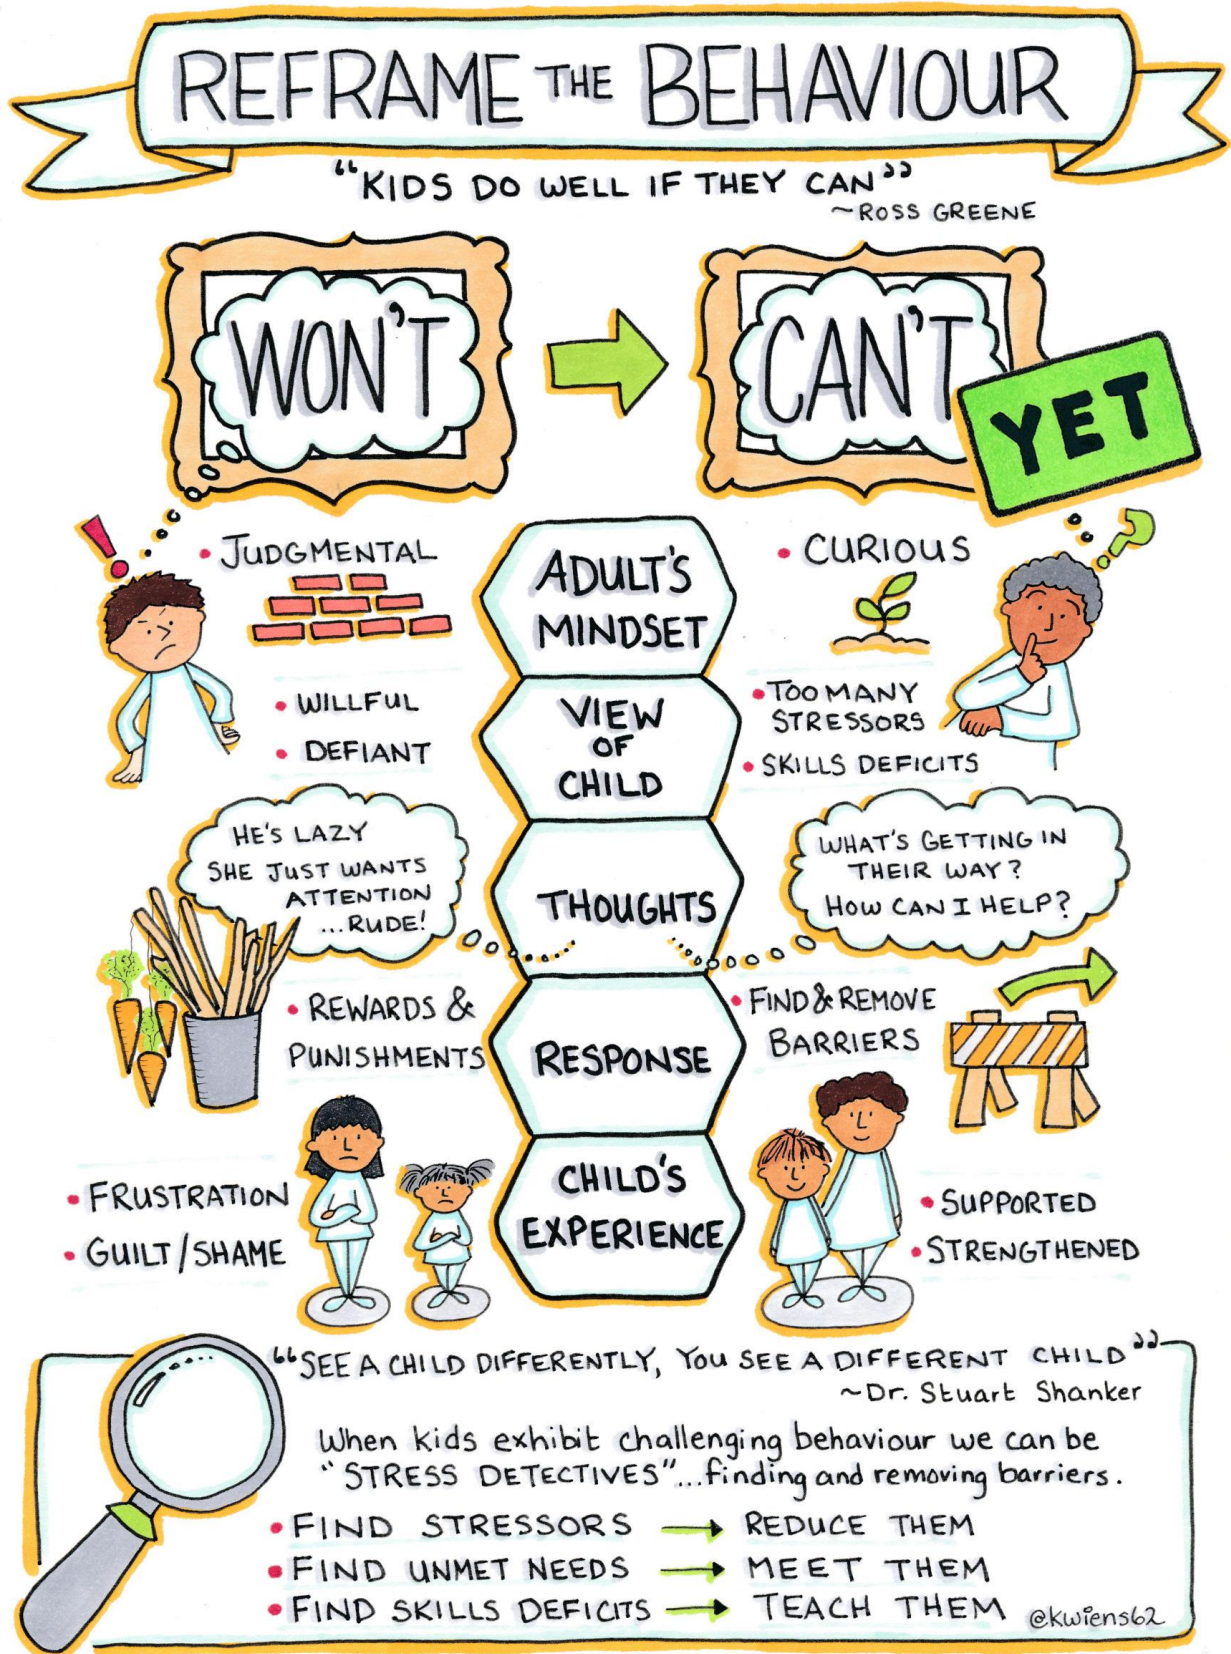 REFRAME THE BEHAVIOUR
"KIDS DO WELL IF THEY CAN"
~ROSS GREENE
WON'T
CAN'T
YET
• JUDGMENTAL
ADULT'S
MINDSET
• CURIOUS
• WILLFUL
• DEFIANT
VIEW
OF
CHILD
• TOO MANY
STRESSORS
• SKILLS DEFICITS
HE'S LAZY
SHE JUST WANTS
ATTENTION
...RUDE!
THOUGHTS
WHAT'S GETTING IN
THEIR WAY?
HOW CAN I HELP?
• REWARDS &
PUNISHMENTS
RESPONSE
• FIND & REMOVE
BARRIERS
• FRUSTRATION
• GUILT/SHAME
CHILD'S
EXPERIENCE
• SUPPORTED
• STRENGTHENED
"SEE A CHILD DIFFERENTLY, YOU SEE A DIFFERENT CHILD"
~Dr. Stuart Shanker
When kids exhibit challenging behaviour we can be
"STRESS DETECTIVES"...finding and removing barriers.
• FIND STRESSORS → REDUCE THEM
• FIND UNMET NEEDS → MEET THEM
• FIND SKILLS DEFICITS → TEACH THEM
@kwiens62